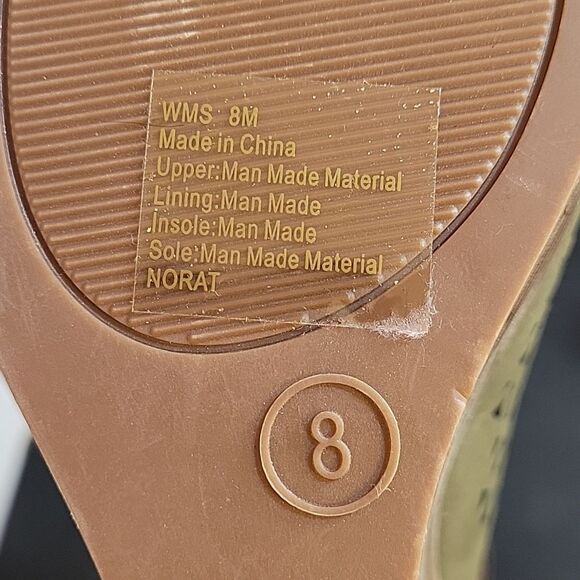 WMS 8M
Made in China
Upper:Man Made Material
Lining:Man Made
Insole:Man Made
Sole:Man Made Material
NORAT
8